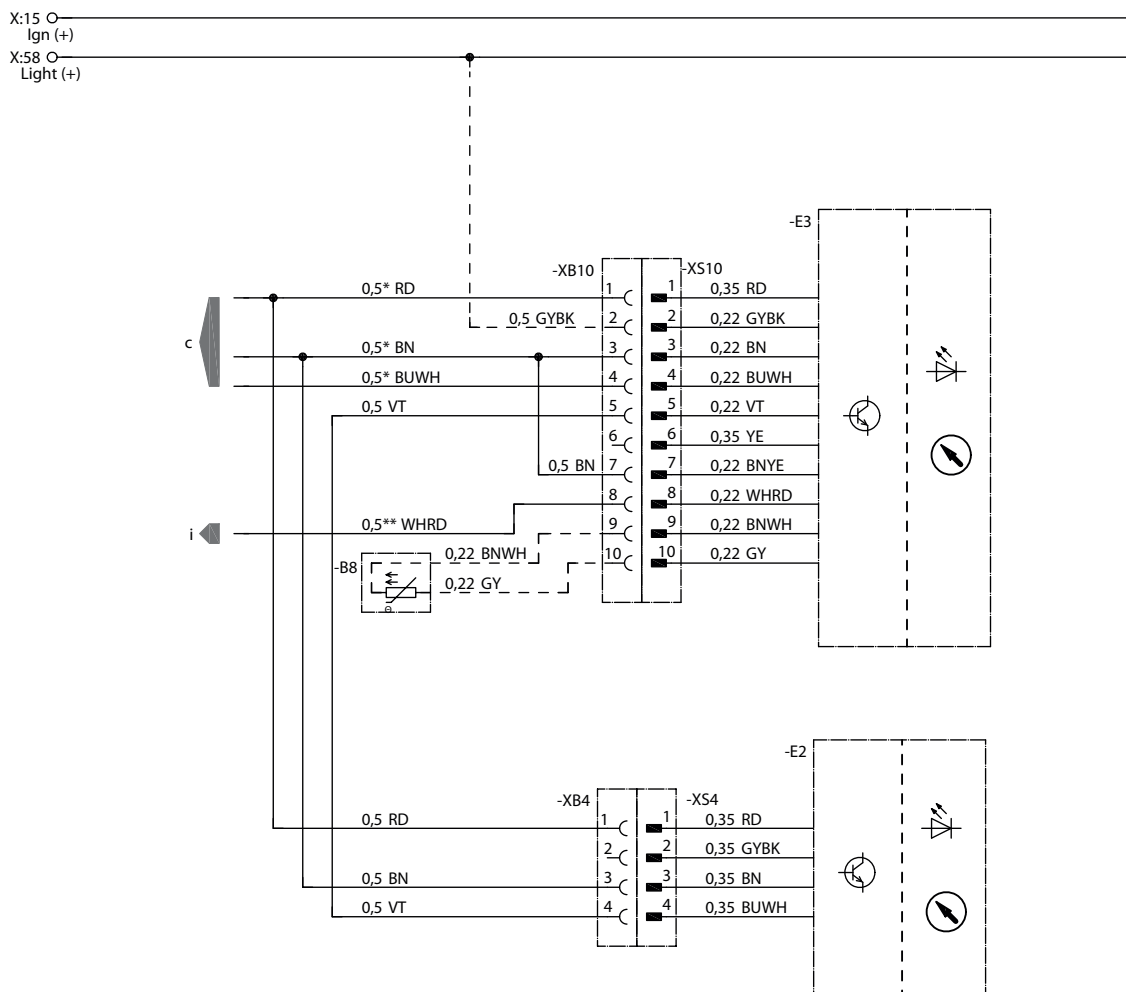 X:15
Ign (+)
X:58
Light (+)
-E3
-XB10
-XS10
0,5* RD
1
1
0,35 RD
0,5 GYBK
2
2
0,22 GYBK
c
0,5* BN
3
3
0,22 BN
0,5* BUWH
4
4
0,22 BUWH
0,5 VT
5
5
0,22 VT
6
6
0,35 YE
0,5 BN
7
7
0,22 BNYE
8
8
0,22 WHRD
i
0,5** WHRD
9
9
0,22 BNWH
-B8
0,22 BNWH
10
10
0,22 GY
0,22 GY
-E2
-XB4
-XS4
0,5 RD
1
1
0,35 RD
2
2
0,35 GYBK
0,5 BN
3
3
0,35 BN
0,5 VT
4
4
0,35 BUWH